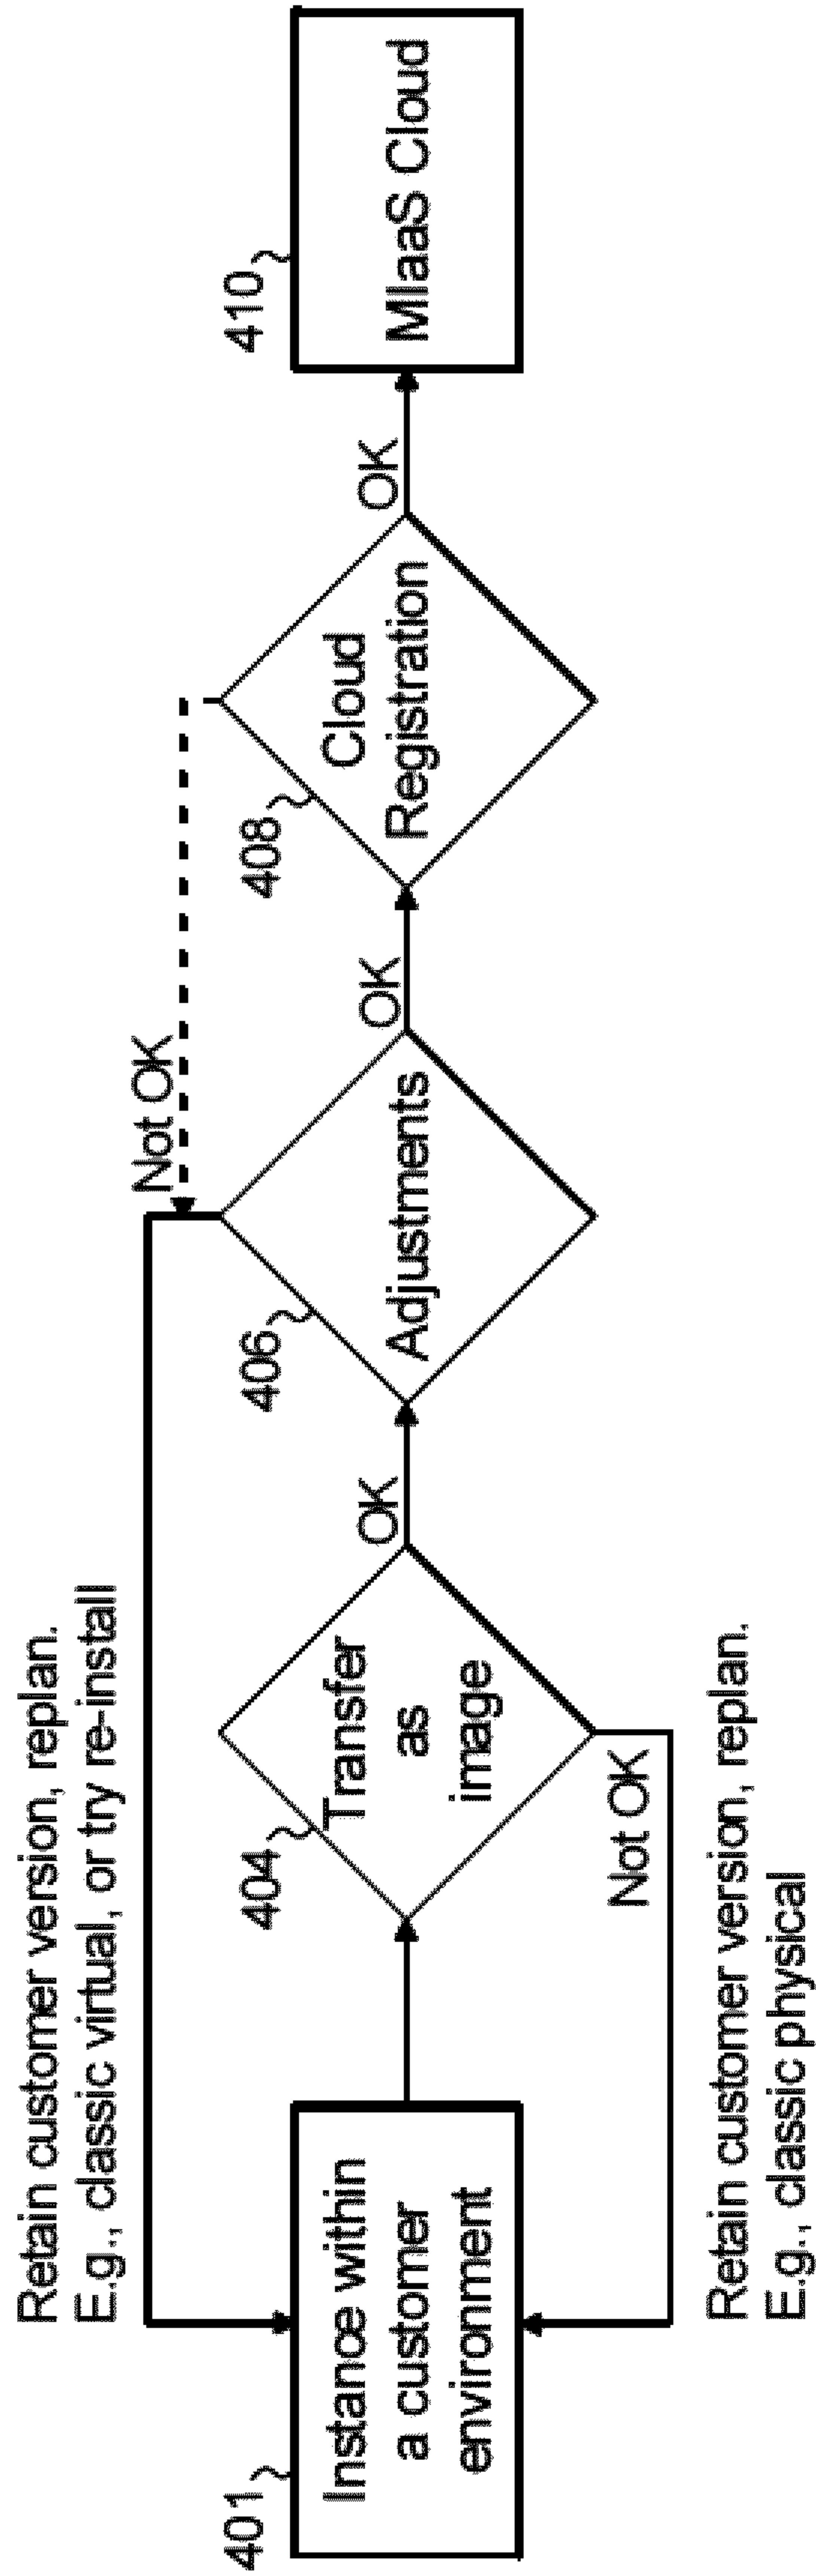 Retain customer version, replan.
E.g., classic virtual, or try re-install
Not OK
401
Instance within
a customer
environment
404
Transfer
as
image
OK
406
Adjustments
OK
408
Cloud
Registration
OK
410
MIaaS Cloud
Not OK
Retain customer version, replan.
E.g., classic physical